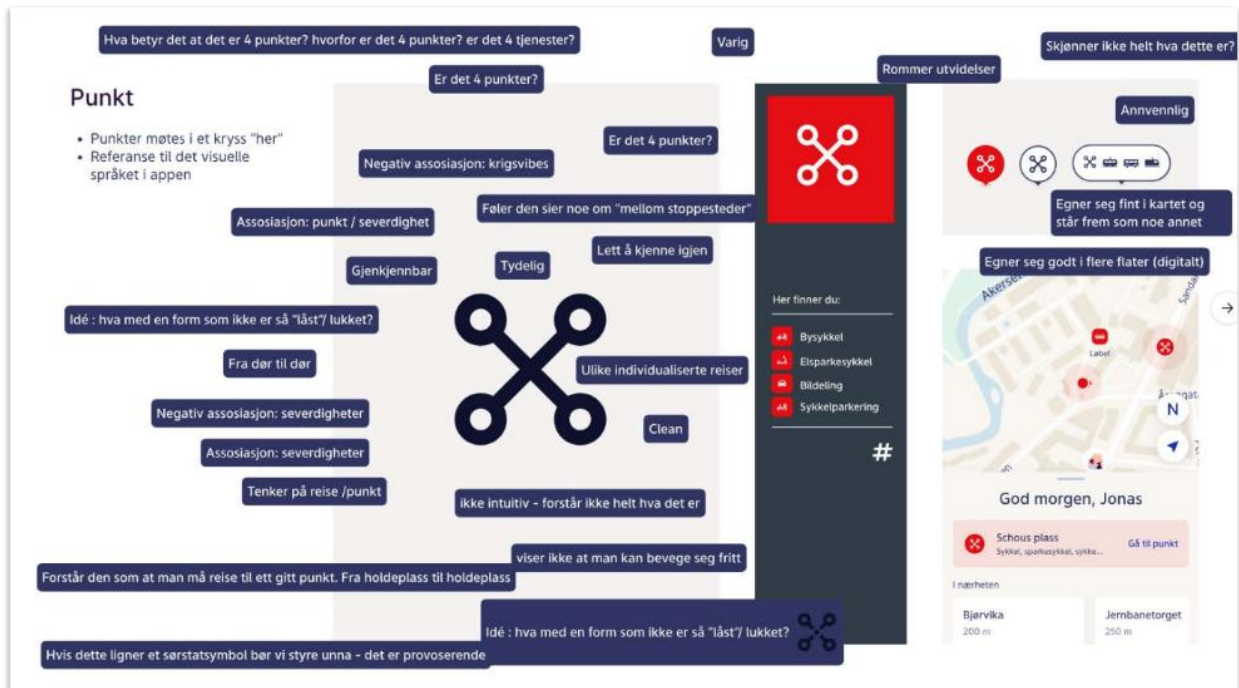 Hva betyr det at det er 4 punkter? hvorfor er det 4 punkter? er det 4 tjenester?
Varig
Skjønner ikke helt hva dette er?
Er det 4 punkter?
Rommer utvidelser
Punkt
Annvennlig
• Punkter møtes i et kryss "her"
• Referanse til det visuelle
språket i appen
Er det 4 punkter?
Negativ assosiasjon: krigsvibes
Føler den sier noe om "mellom stoppesteder"
Egner seg fint i kartet og
står frem som noe annet
Assosiasjon: punkt / severdighet
Lett å kjenne igjen
Gjenkjennbar
Tydelig
Egner seg godt i flere flater (digitalt)
Idé : hva med en form som ikke er så "låst"/ lukket?
Fra dør til dør
Ulike individualiserte reiser
Negativ assosiasjon: severdigheter
Clean
Assosiasjon: severdigheter
Tenker på reise /punkt
ikke intuitiv - forstår ikke helt hva det er
viser ikke at man kan bevege seg fritt
Forstår den som at man må reise til ett gitt punkt. Fra holdeplass til holdeplass
Idé : hva med en form som ikke er så "låst"/ lukket?
Hvis dette ligner et sørstatsymbol bør vi styre unna - det er provoserende
Her finner du:
Bysykkel
Elsparkesykkel
Bildeling
Sykkelparkering
#
Label
N
God morgen, Jonas
Schous plass
Gå til punkt
Sykkel, sparkesykkel, sykke...
I nærheten
Bjørvika
200 m
Jernbanetorget
250 m